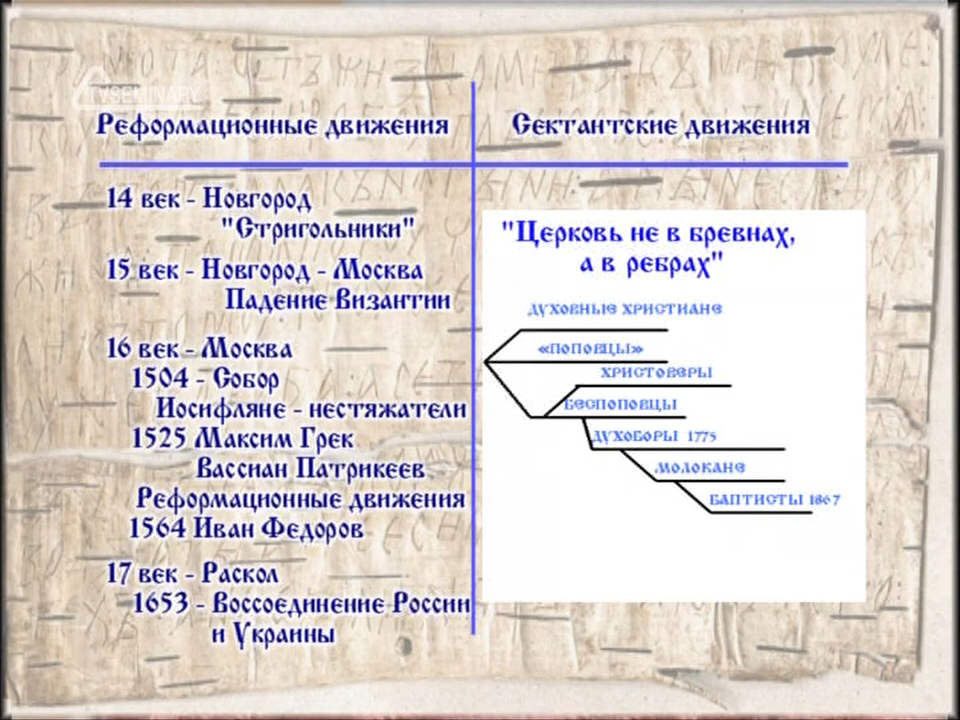 TVSEMINARY
Реформационные движения
Сектантские движения
14 век - Новгород
"Стригольники"
15 век - Новгород - Москва
Падение Византии
16 век - Москва
1504 - Собор
Иосифляне - нестяжатели
1525 Максим Грек
Вассиан Патрикеев
Реформационные движения
1564 Иван Федоров
17 век - Раскол
1653 - Воссоединение России
и Украины
"Церковь не в бревнах,
а в ребрах"
ДУХОВНЫЕ ХРИСТИАНЕ
«ПОПОВЦЫ»
ХРИСТОВЕРЫ
БЕСПОПОВЦЫ
ДУХОБОРЫ 1775
МОЛОКАНЕ
БАПТИСТЫ 1867